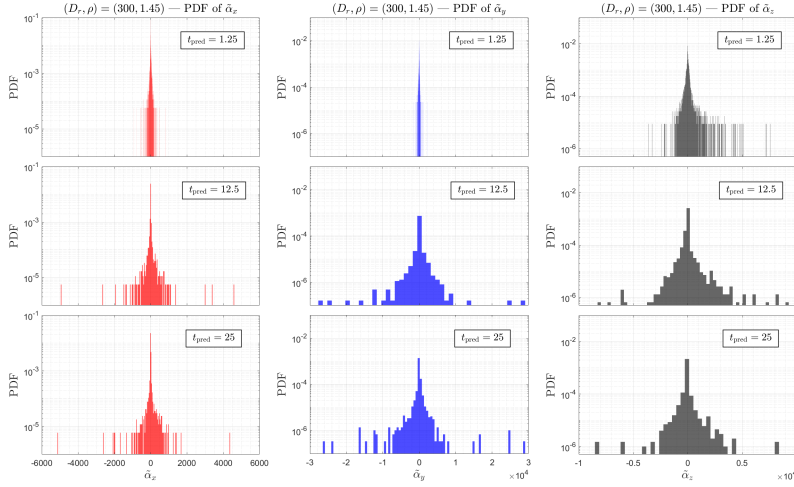 (D_r, ρ) = (300, 1.45) — PDF of α̃_x
(D_r, ρ) = (300, 1.45) — PDF of α̃_y
(D_r, ρ) = (300, 1.45) — PDF of α̃_z
10^-1
10^-3
10^-5
PDF
t_pred = 1.25
10^-2
10^-4
10^-6
PDF
t_pred = 1.25
10^-2
10^-4
10^-6
PDF
t_pred = 1.25
10^-1
10^-3
10^-5
PDF
t_pred = 12.5
10^-2
10^-4
10^-6
PDF
t_pred = 12.5
10^-2
10^-4
10^-6
PDF
t_pred = 12.5
10^-1
10^-3
10^-5
PDF
t_pred = 25
10^-2
10^-4
10^-6
PDF
t_pred = 25
10^-2
10^-4
10^-6
PDF
t_pred = 25
-6000 -4000 -2000 0 2000 4000 6000
α̃_x
-3 -2 -1 0 1 2 3
α̃_y
×10^4
-1 -0.5 0 0.5
α̃_z